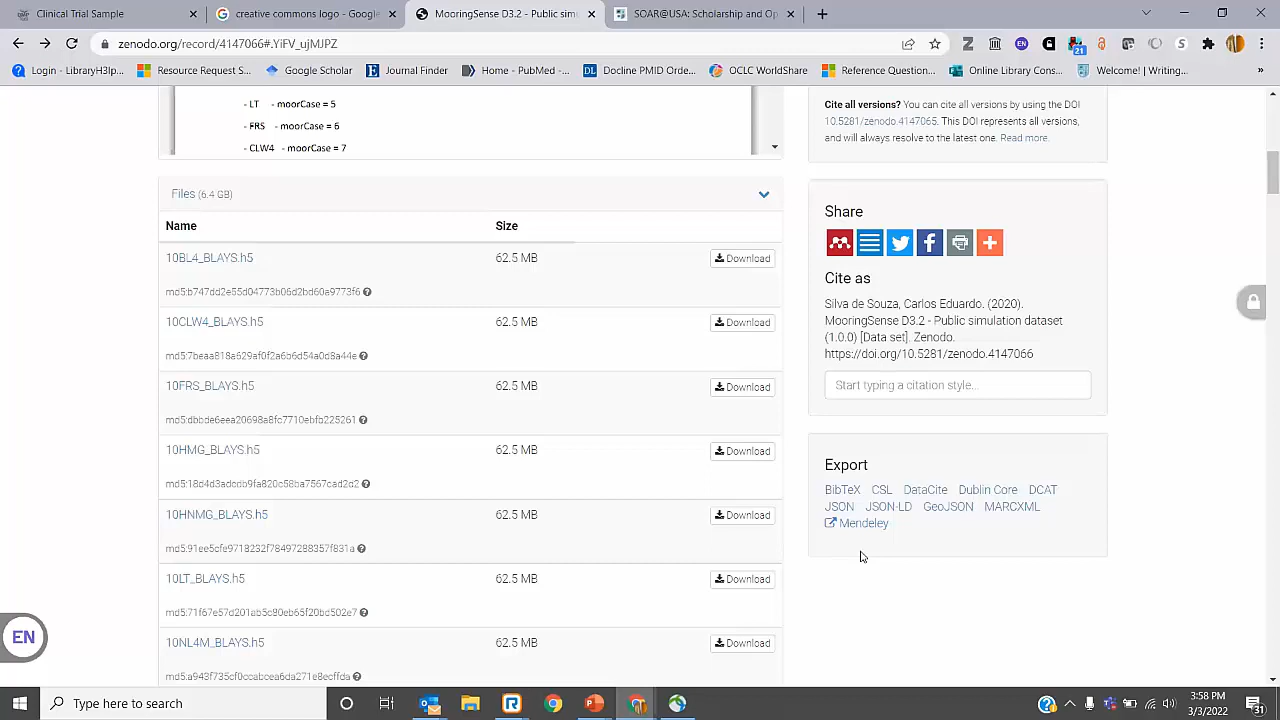 Clinical Trial Sample
creative commons logo - Google
MooringSense D3.2 - Public sim
SOAR@USA: Scholarship and Op
zenodo.org/record/4147066#.YiFV_ujMJPZ
21
Login - LibraryH3lp...
Resource Request S...
Google Scholar
Journal Finder
Home - PubMed -...
Docline PMID Orde...
OCLC WorldShare
Reference Question...
Online Library Cons...
Welcome! | Writing...
- LT - moorCase = 5
- FRS - moorCase = 6
- CLW4 - moorCase = 7
Files (6.4 GB)
Name Size
10BL4_BLAYS.h5 62.5 MB Download
md5:b747dd2e55d04773b06d2bd60e9773f6
10CLW4_BLAYS.h5 62.5 MB Download
md5:7beaa818a629af0f2a6b6d54a0d8a44e
10FRS_BLAYS.h5 62.5 MB Download
10HMG_BLAYS.h5 62.5 MB Download
10HNMG_BLAYS.h5 62.5 MB Download
10LT_BLAYS.h5 62.5 MB Download
md5:71f67e57d201ab5c80eb65f20bd502e7
10NL4M_BLAYS.h5 62.5 MB Download
Cite all versions? You can cite all versions by using the DOI
10.5281/zenodo.4147065. This DOI represents all versions,
and will always resolve to the latest one. Read more.
Share
Cite as
Silva de Souza, Carlos Eduardo. (2020).
MooringSense D3.2 - Public simulation dataset
(1.0.0) [Data set]. Zenodo.
https://doi.org/10.5281/zenodo.4147066
Start typing a citation style...
Export
BibTeX CSL DataCite Dublin Core DCAT
JSON JSON-LD GeoJSON MARCXML
Mendeley
EN
Type here to search
3:58 PM
3/3/2022
31